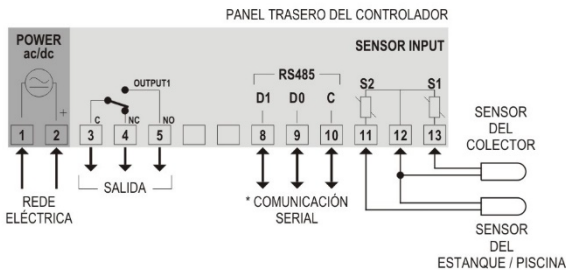 PANEL TRASERO DEL CONTROLADOR
POWER
ac/dc
SENSOR INPUT
OUTPUT1
RS485
S2
S1
D1
D0
C
+
C
NC
NO
1
2
3
4
5
8
9
10
11
12
13
SENSOR
DEL
COLECTOR
REDE
ELÉCTRICA
SALIDA
* COMUNICACIÓN
SERIAL
SENSOR
DEL
ESTANQUE / PISCINA